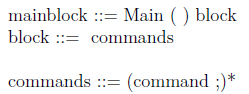 mainblock ::= Main ( ) block
block ::= commands
commands ::= (command ;)*